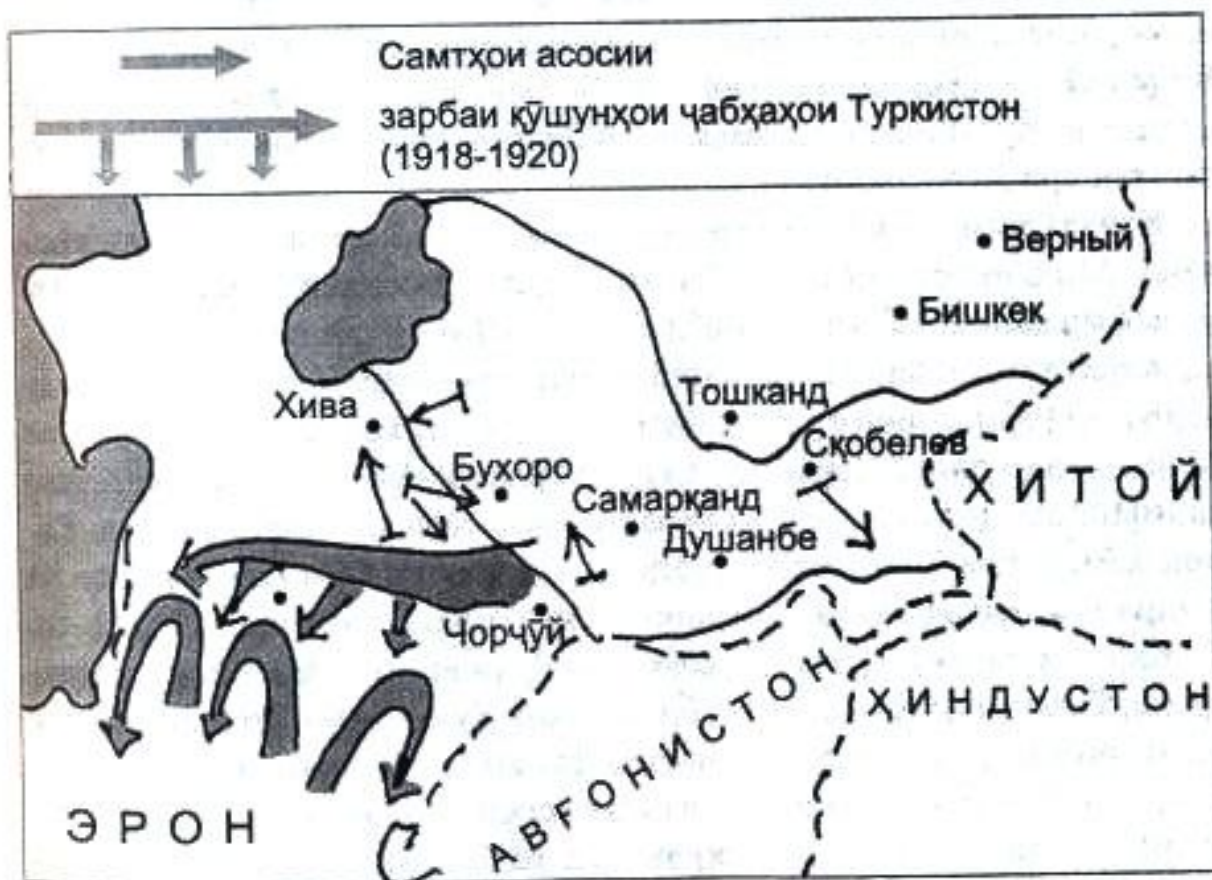 Самтҳои асосии
зарбаи қӯшунҳои ҷабҳаҳои Туркистон
(1918-1920)
Верный
Бишкек
Тошканд
Хива
Скобелев
Бухоро
ХИТОЙ
Самарқанд
Душанбе
Чорҷӯй
ҲИНДУСТОН
АВҒОНИСТОН
ЭРОН